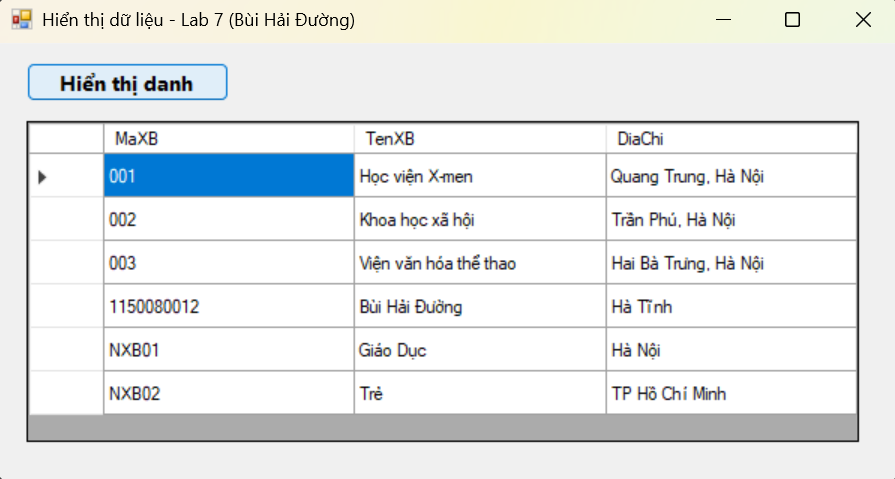 Hiển thị dữ liệu - Lab 7 (Bùi Hải Đường)
Hiển thị danh
MaXB TenXB DiaChi
001 Học viện X-men Quang Trung, Hà Nội
002 Khoa học xã hội Trần Phú, Hà Nội
003 Viện văn hóa thể thao Hai Bà Trưng, Hà Nội
1150080012 Bùi Hải Đường Hà Tĩnh
NXB01 Giáo Dục Hà Nội
NXB02 Trẻ TP Hồ Chí Minh